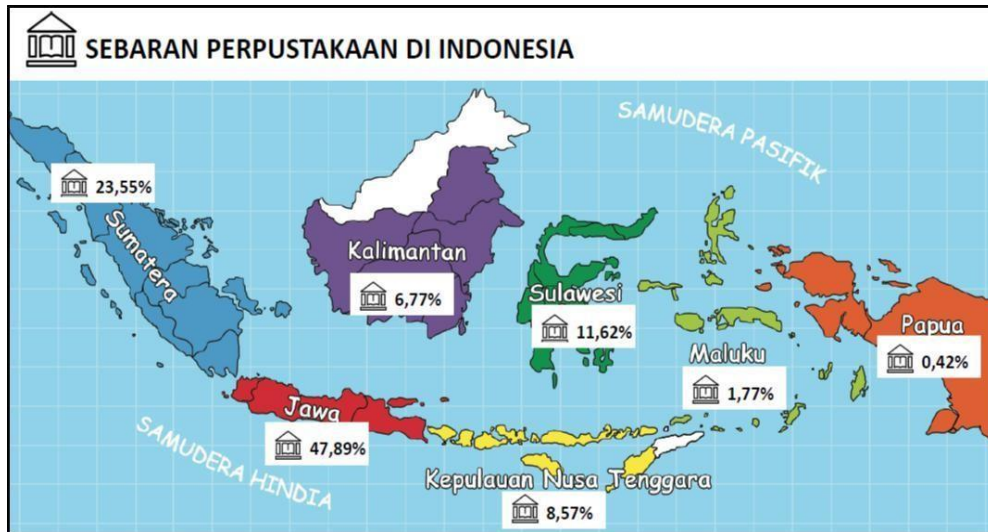 SEBARAN PERPUSTAKAAN DI INDONESIA
SAMUDERA PASIFIK
23,55%
Sumatera
Kalimantan
6,77%
Sulawesi
11,62%
Maluku
1,77%
Papua
0,42%
Jawa
47,89%
SAMUDERA HINDIA
Kepulauan Nusa Tenggara
8,57%